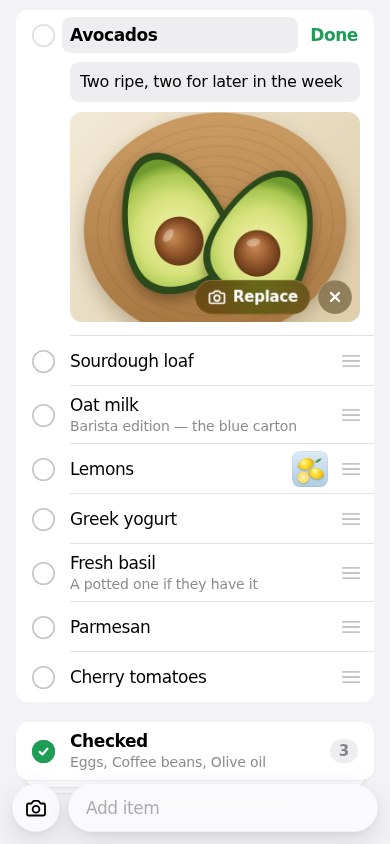 Avocados
Done
Two ripe, two for later in the week
Replace
Sourdough loaf
Oat milk
Barista edition — the blue carton
Lemons
Greek yogurt
Fresh basil
A potted one if they have it
Parmesan
Cherry tomatoes
Checked
Eggs, Coffee beans, Olive oil
3
Add item